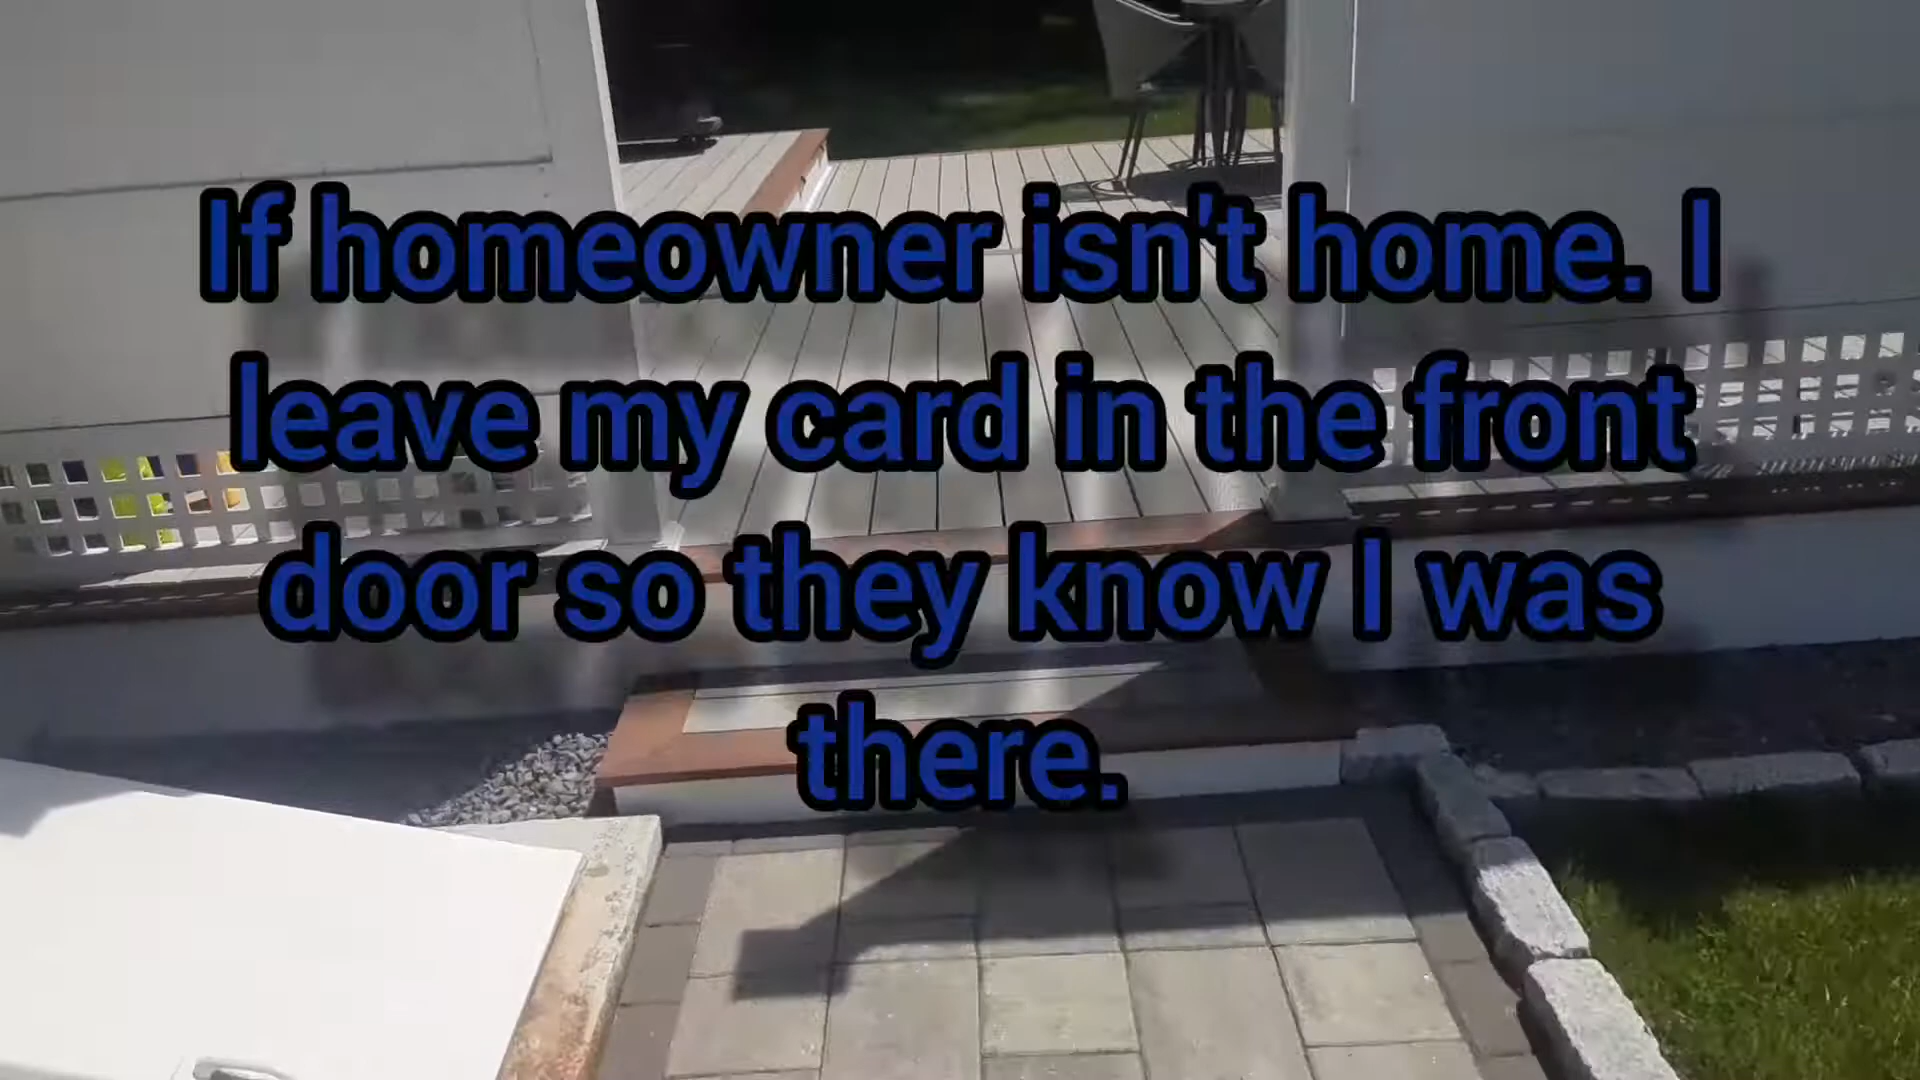 If homeowner isn't home. I
leave my card in the front
door so they know I was
there.